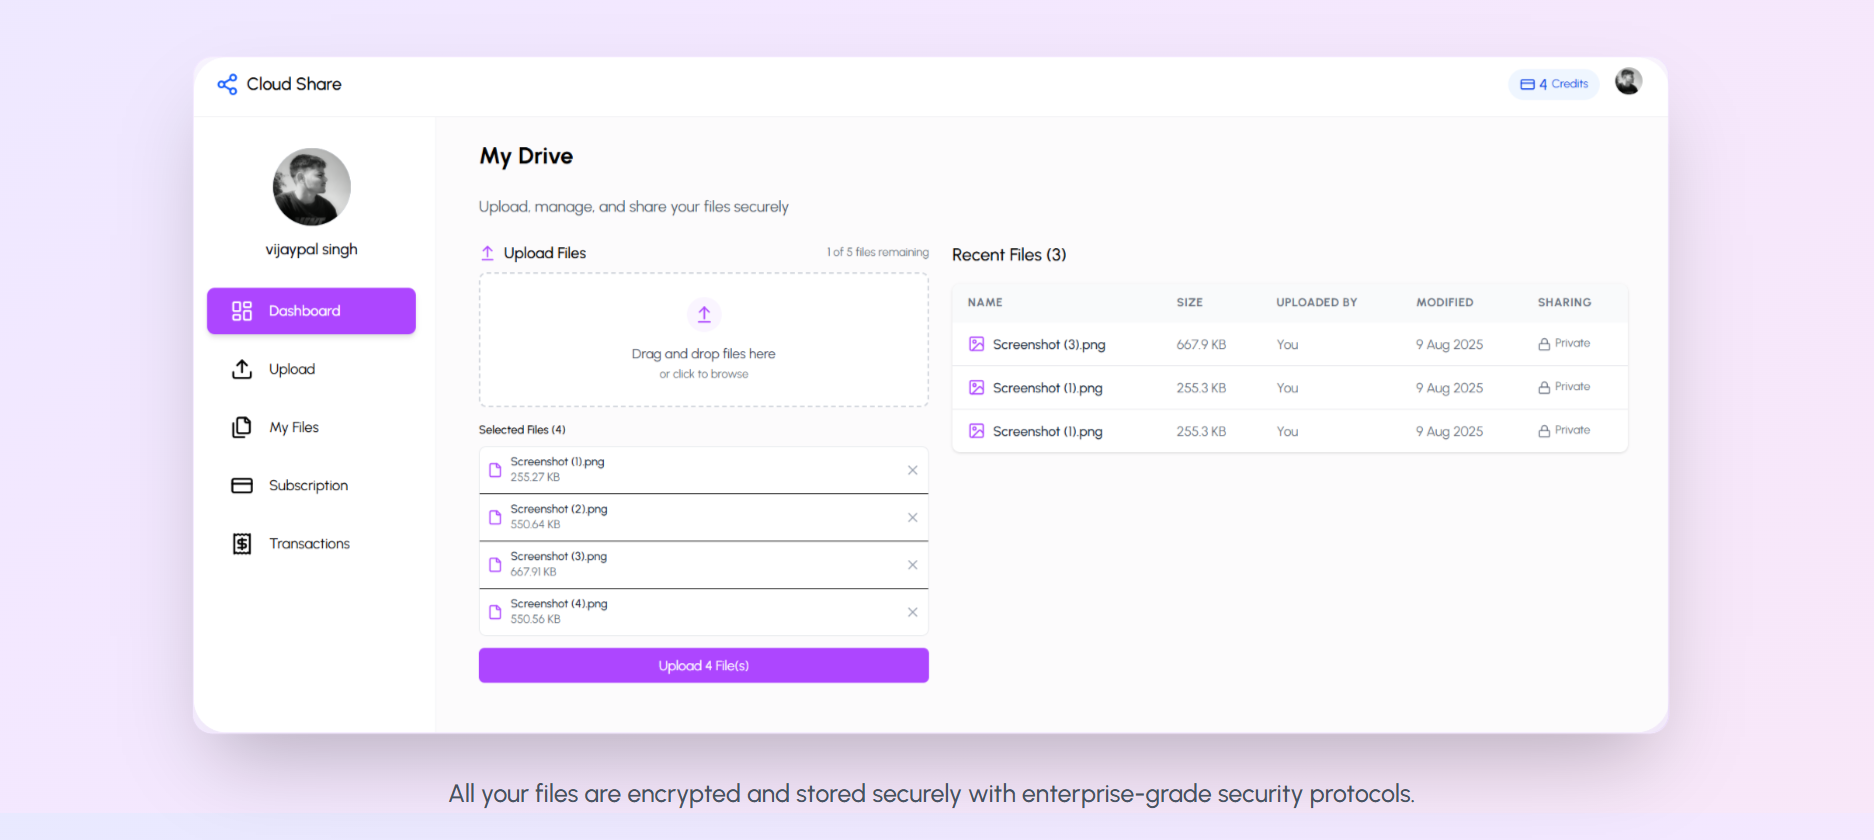 Cloud Share
4 Credits
vijaypal singh
Dashboard
Upload
My Files
Subscription
Transactions
My Drive
Upload, manage, and share your files securely
Upload Files
1 of 5 files remaining
Drag and drop files here
or click to browse
Selected Files (4)
Screenshot (1).png
255.27 KB
Screenshot (2).png
550.64 KB
Screenshot (3).png
667.91 KB
Screenshot (4).png
550.56 KB
Upload 4 File(s)
Recent Files (3)
NAME SIZE UPLOADED BY MODIFIED SHARING
Screenshot (3).png 667.9 KB You 9 Aug 2025 Private
Screenshot (1).png 255.3 KB You 9 Aug 2025 Private
Screenshot (1).png 255.3 KB You 9 Aug 2025 Private
All your files are encrypted and stored securely with enterprise-grade security protocols.